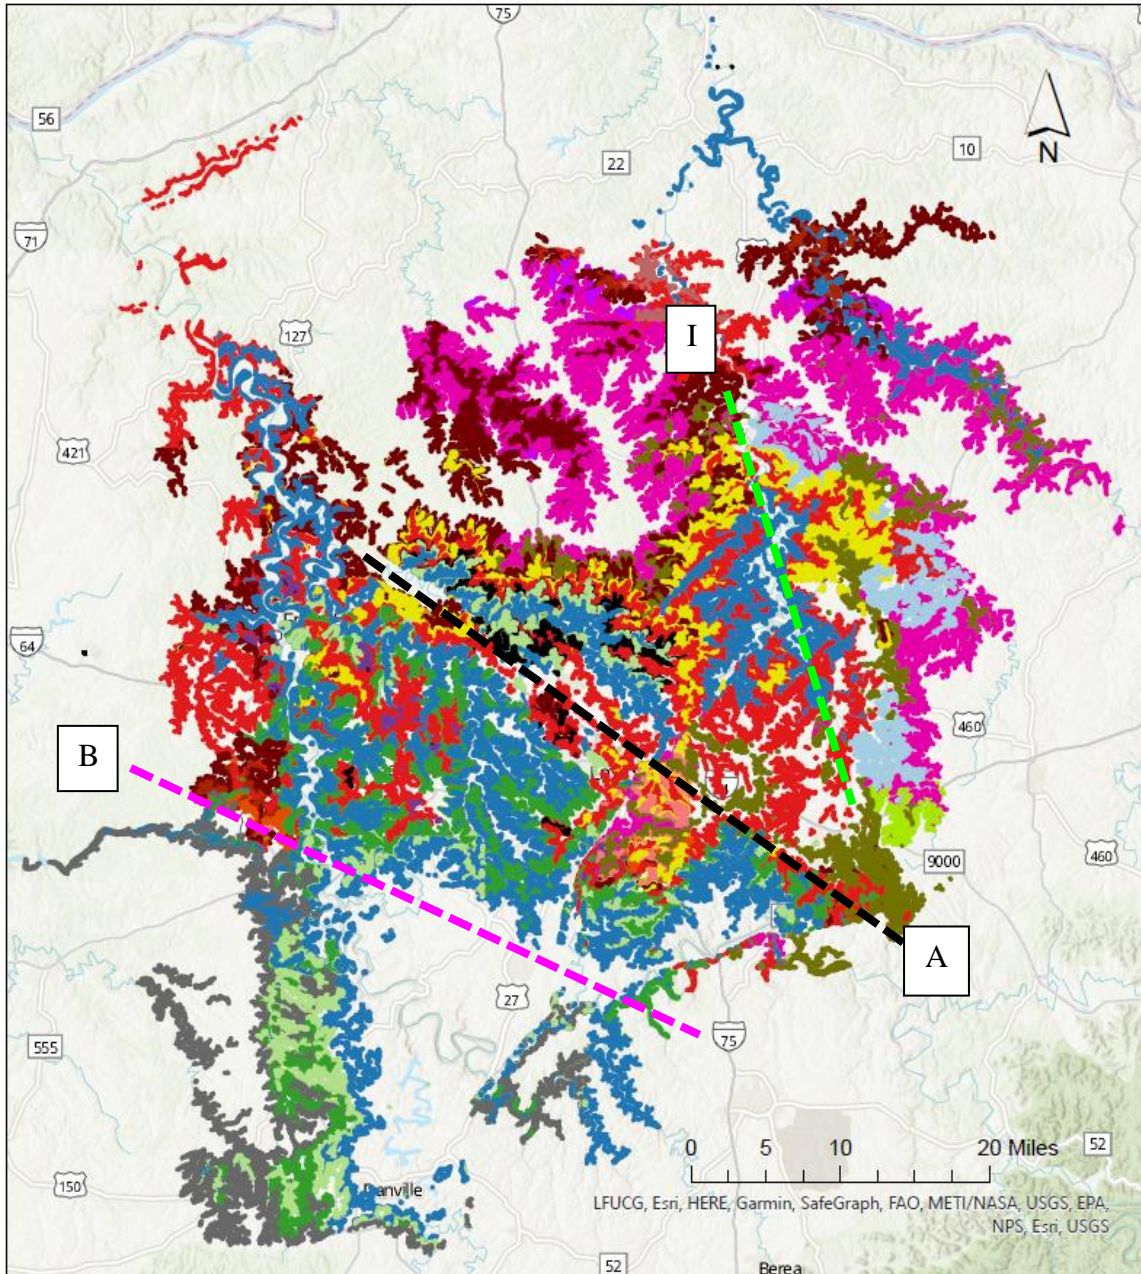 75
56
22
10
N
71
I
127
421
64
460
B
9000
460
A
27
75
555
0 5 10 20 Miles
52
150
anville
LFUCG, Esri, HERE, Garmin, SafeGraph, FAO, METI/NASA, USGS, EPA,
NPS, Esri, USGS
52
Berea